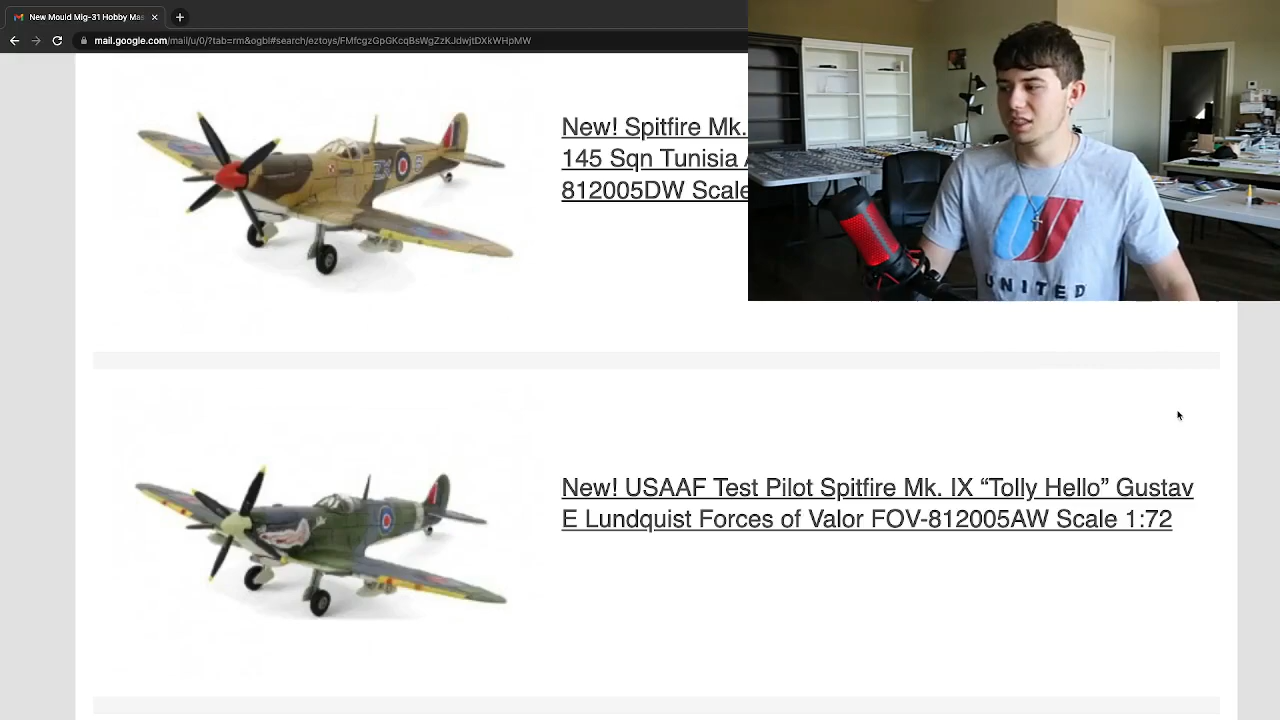 New Mould Mig-31 Hobby Mas
mail.google.com/mail/u/0/?tab=rm&ogbl#search/eztoys/FMfcgzGpGKcqBsWgZzKJdwjtDXkWHpMW
New! Spitfire Mk.
145 Sqn Tunisia
812005DW Scale
UNITED
New! USAAF Test Pilot Spitfire Mk. IX “Tolly Hello” Gustav
E Lundquist Forces of Valor FOV-812005AW Scale 1:72